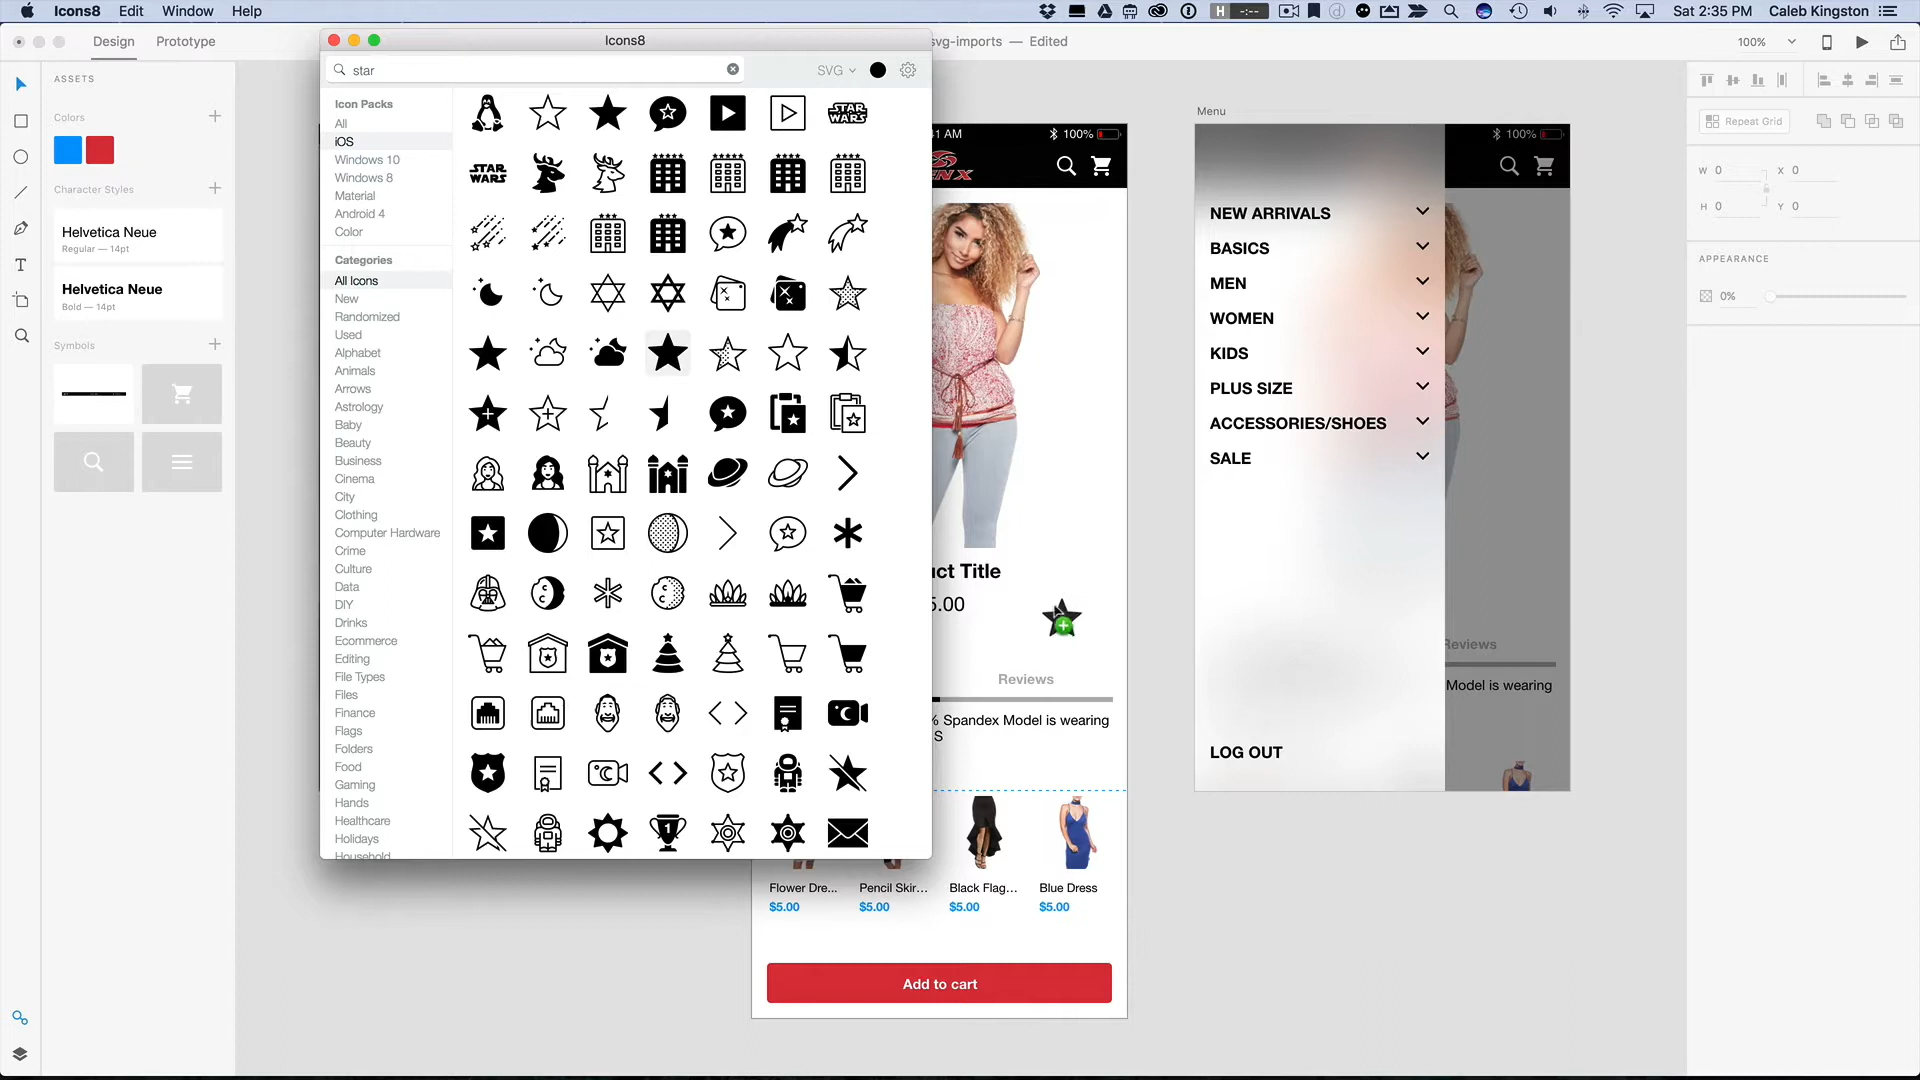 Icons8 Edit Window Help
H -:-- Sat 2:35 PM Caleb Kingston
Design Prototype
Icons8
svg-imports — Edited
100%
star
SVG
ASSETS
Colors
Character Styles
Helvetica Neue
Regular — 14pt
Helvetica Neue
Bold — 14pt
Symbols
Icon Packs
All
iOS
Windows 10
Windows 8
Material
Android 4
Color
Categories
All Icons
New
Randomized
Used
Alphabet
Animals
Arrows
Astrology
Baby
Beauty
Business
Cinema
City
Clothing
Computer Hardware
Crime
Culture
Data
DIY
Drinks
Ecommerce
Editing
File Types
Files
Finance
Flags
Folders
Food
Gaming
Hands
Healthcare
Holidays
Household
STAR WARS
STAR WARS
1
41 AM 100%
EN X
uct Title
5.00
Reviews
% Spandex Model is wearing
S
Flower Dre... Pencil Skir... Black Flag... Blue Dress
$5.00 $5.00 $5.00 $5.00
Add to cart
Menu
100%
NEW ARRIVALS
BASICS
MEN
WOMEN
KIDS
PLUS SIZE
ACCESSORIES/SHOES
SALE
LOG OUT
Reviews
Model is wearing
Repeat Grid
W 0 X 0
H 0 Y 0
APPEARANCE
0%